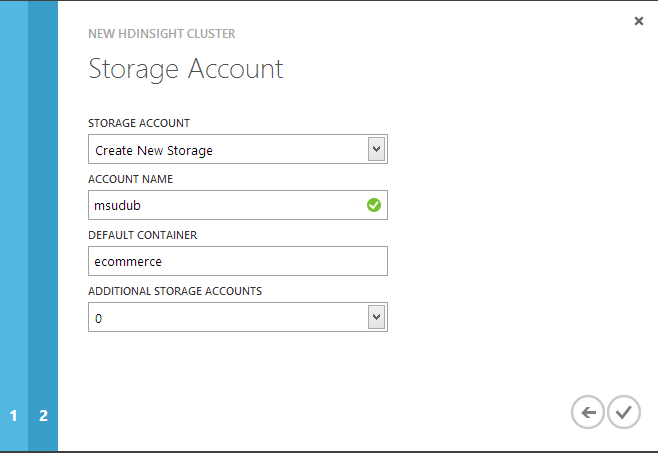 NEW HDINSIGHT CLUSTER
Storage Account
STORAGE ACCOUNT
Create New Storage
ACCOUNT NAME
msudub
DEFAULT CONTAINER
ecommerce
ADDITIONAL STORAGE ACCOUNTS
0
1 2